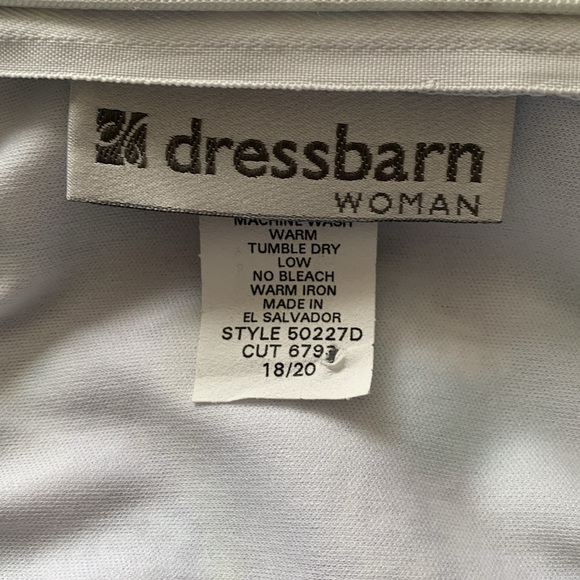 dressbarn
WOMAN
MACHINE WASH
WARM
TUMBLE DRY
LOW
NO BLEACH
WARM IRON
MADE IN
EL SALVADOR
STYLE 50227D
CUT
18/20